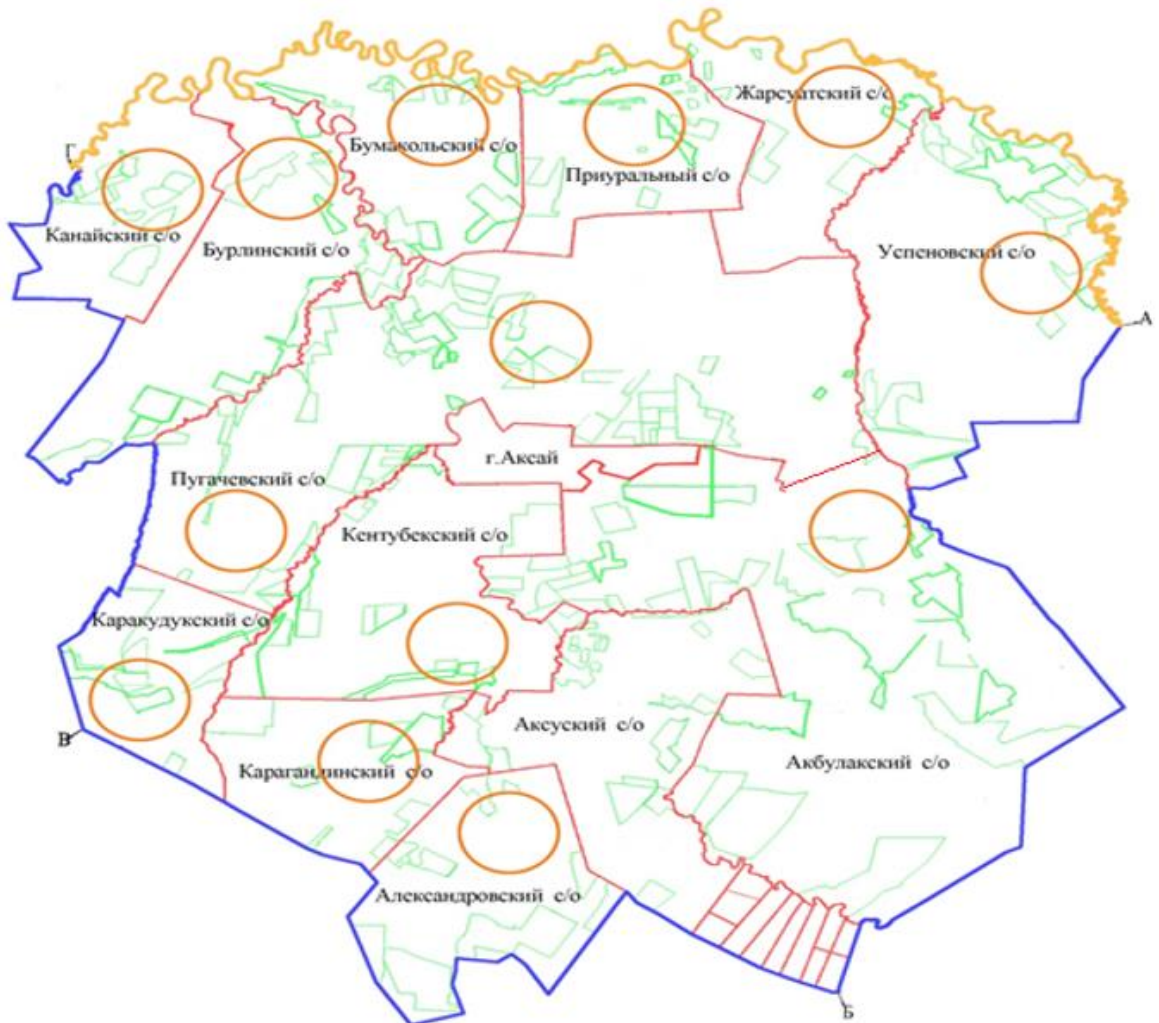 Жарсуатский с/о
Г
Бумакольский с/о
Приуральный с/о
Канайский с/о
Бурлинский с/о
Успеновский с/о
А
г.Аксай
Пугачевский с/о
Кентубекский с/о
Каракудукский с/о
Аксуский с/о
В
Карагандинский с/о
Акбулакский с/о
Александровский с/о
Б